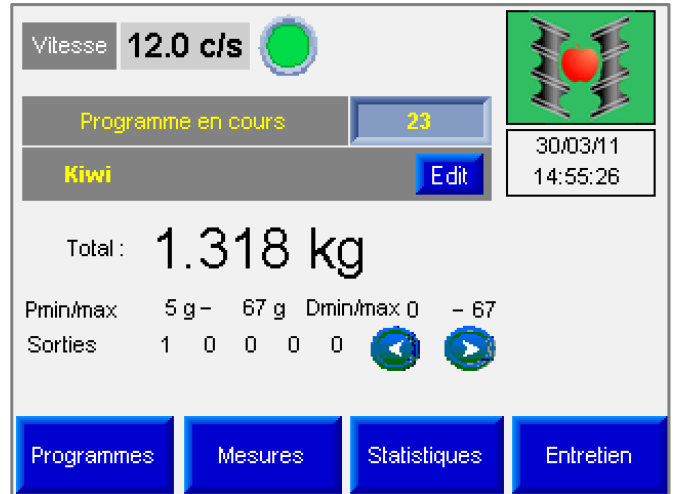 Vitesse 12.0 c/s
Programme en cours 23
30/03/11
Kiwi Edit 14:55:26
Total : 1.318 kg
Pmin/max 5 g – 67 g Dmin/max 0 – 67
Sorties 1 0 0 0 0
Programmes Mesures Statistiques Entretien